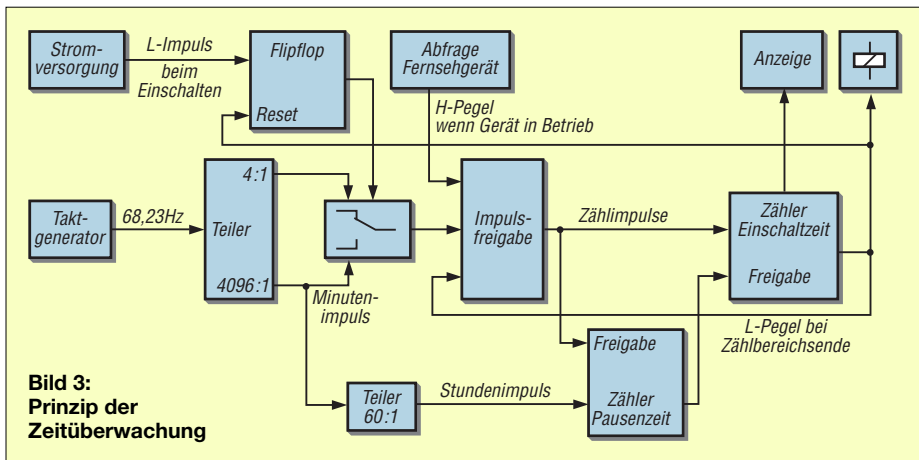 Strom-
versorgung
L-Impuls
beim
Einschalten
Flipflop
Reset
Abfrage
Fernsehgerät
H-Pegel
wenn Gerät in Betrieb
Anzeige
Takt-
generator
68,23Hz
4:1
Teiler
4096:1
Minuten-
impuls
Impuls-
freigabe
Zählimpulse
Zähler
Einschaltzeit
Freigabe
L-Pegel bei
Zählbereichsende
Teiler
60:1
Stundenimpuls
Freigabe
Zähler
Pausenzeit
Bild 3:
Prinzip der
Zeitüberwachung